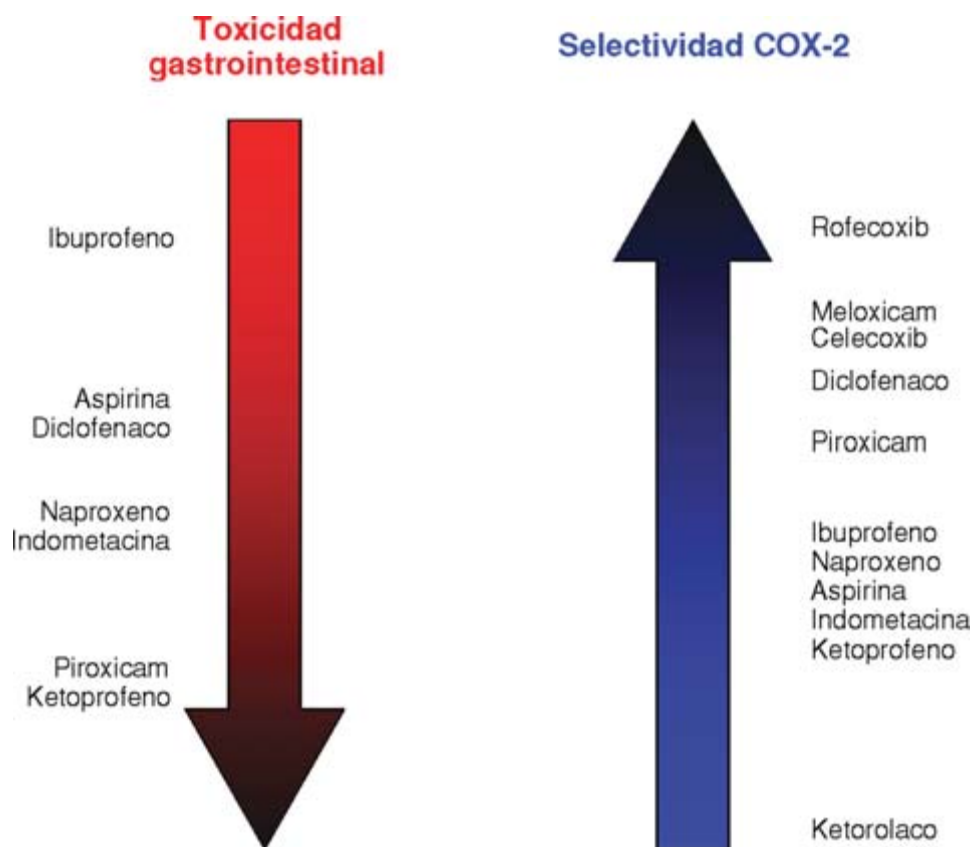 Toxicidad
gastrointestinal
Ibuprofeno
Aspirina
Diclofenaco
Naproxeno
Indometacina
Piroxicam
Ketoprofeno
Selectividad COX-2
Rofecoxib
Meloxicam
Celecoxib
Diclofenaco
Piroxicam
Ibuprofeno
Naproxeno
Aspirina
Indometacina
Ketoprofeno
Ketorolaco